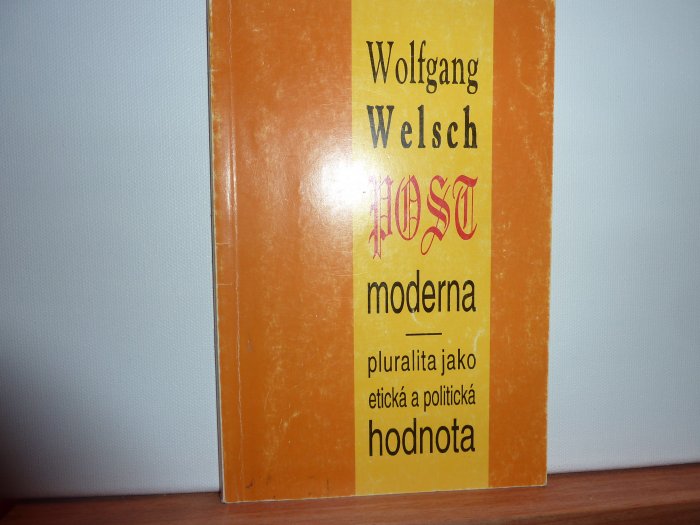 Wolfgang
Welsch
POST
moderna
pluralita jako
etická a politická
hodnota